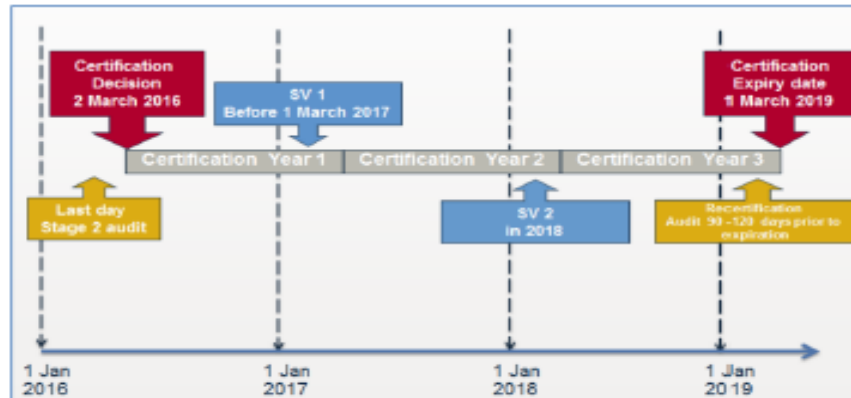 Certification
Decision
2 March 2016
SV 1
Before 1 March 2017
Certification
Expiry date
1 March 2019
Certification Year 1
Certification Year 2
Certification Year 3
Last day
Stage 2 audit
SV 2
in 2018
Recertification
Audit 90-120 days prior to
expiration
1 Jan
2016
1 Jan
2017
1 Jan
2018
1 Jan
2019